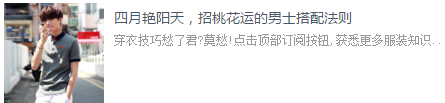 四月艳阳天，招桃花运的男士搭配法则
穿衣技巧愁了君?莫愁!点击顶部订阅按钮,获悉更多服装知识..